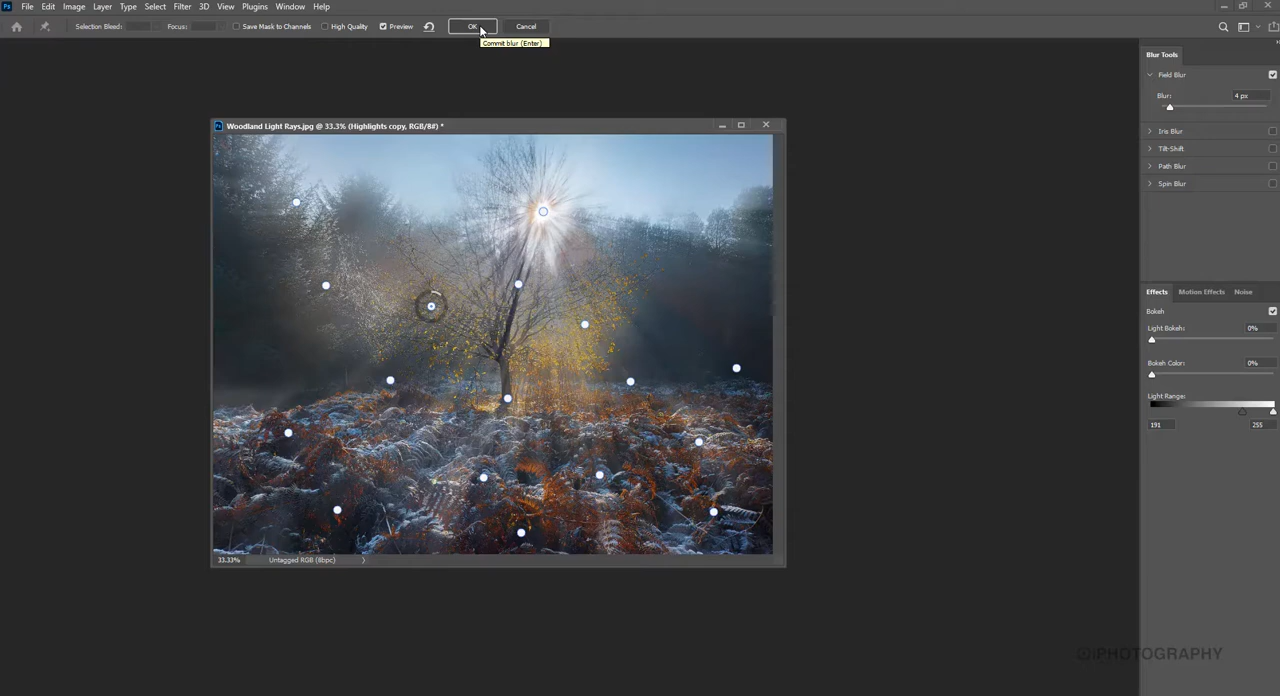 Ps File Edit Image Layer Type Select Filter 3D View Plugins Window Help
Selection Bleed: Focus: Save Mask to Channels High Quality Preview OK Cancel
Commit blur (Enter)
Blur Tools
Field Blur
Blur: 4 px
Iris Blur
Tilt-Shift
Path Blur
Spin Blur
Ps Woodland Light Rays.jpg @ 33.3% (Highlights copy, RGB/8#) *
Effects Motion Effects Noise
Bokeh
Light Bokeh: 0%
Bokeh Color: 0%
Light Range:
191 255
33.33% Untagged RGB (8bpc)
iPHOTOGRAPHY